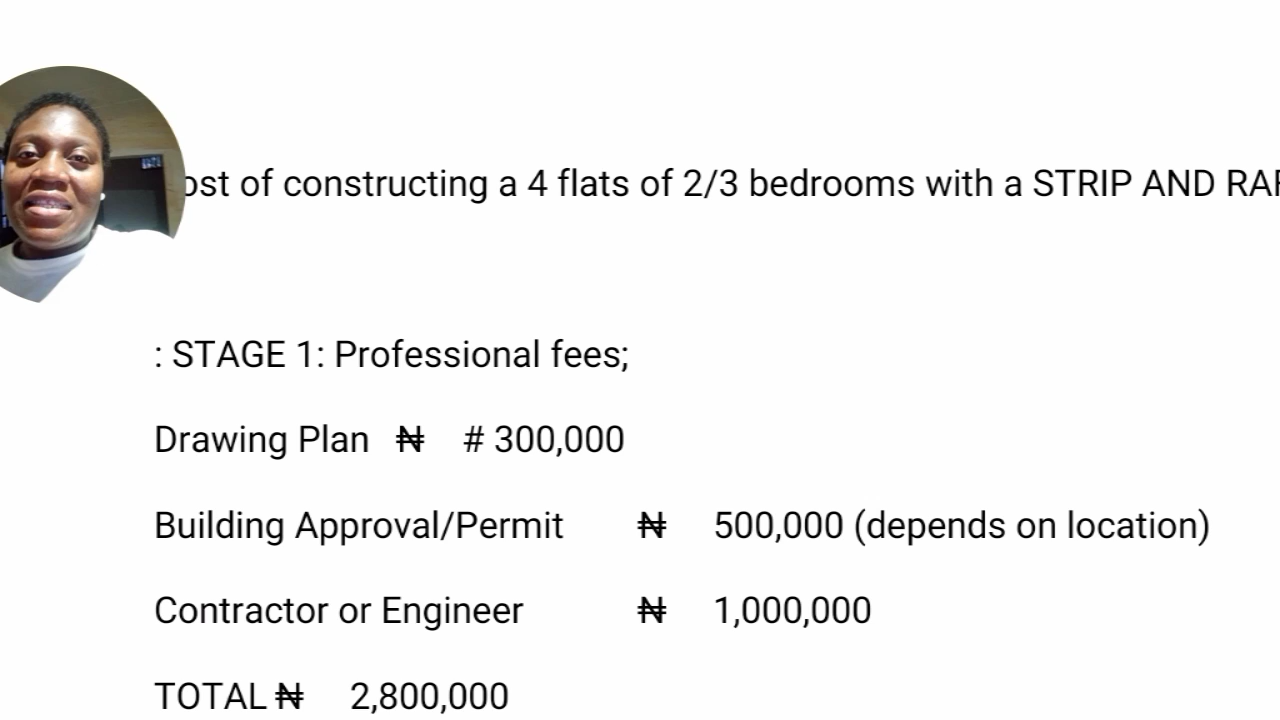 ost of constructing a 4 flats of 2/3 bedrooms with a STRIP AND RAF
: STAGE 1: Professional fees;
Drawing Plan ₦ # 300,000
Building Approval/Permit ₦ 500,000 (depends on location)
Contractor or Engineer ₦ 1,000,000
TOTAL ₦ 2,800,000